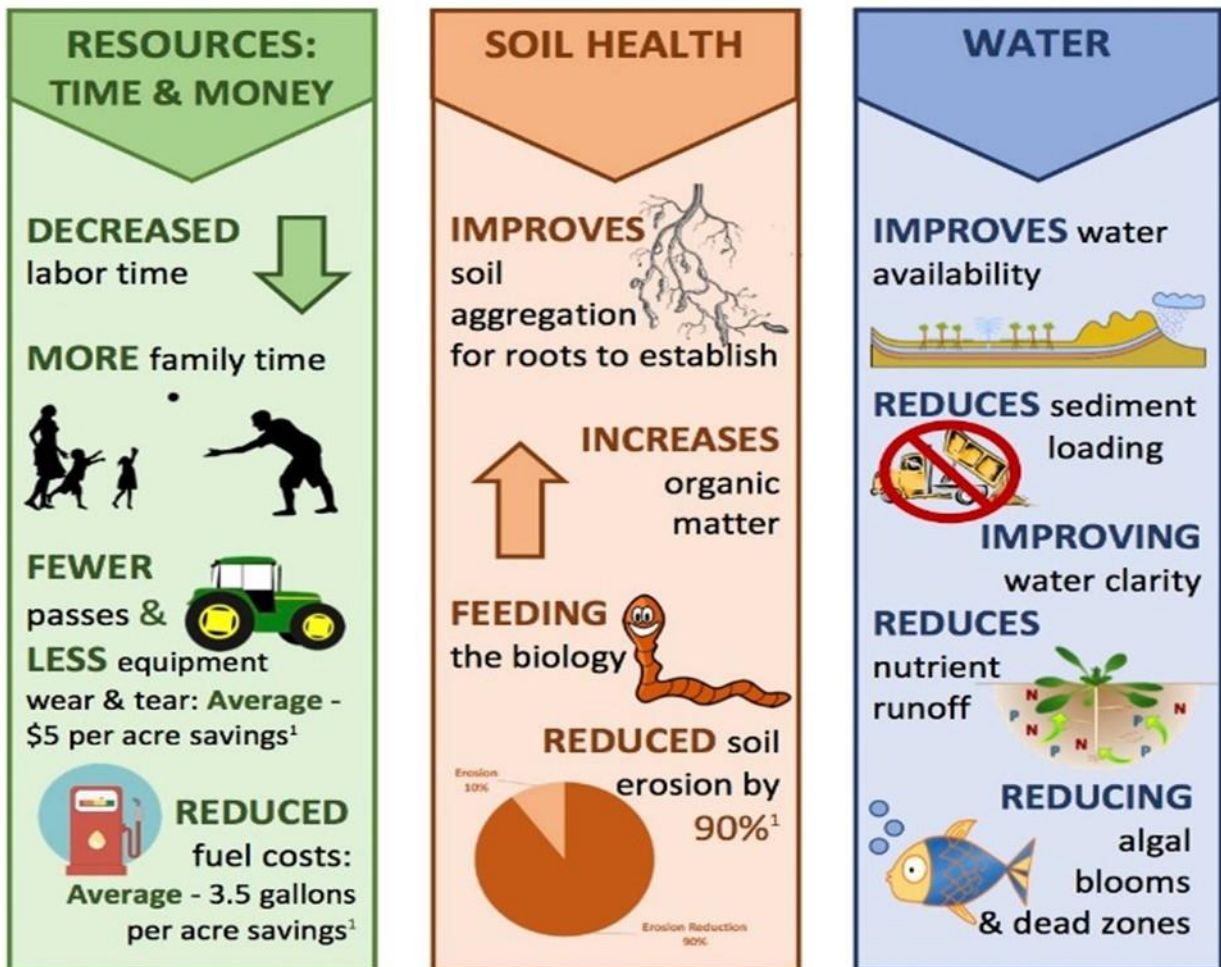 RESOURCES:
TIME & MONEY
DECREASED
labor time
MORE family time
FEWER
passes &
LESS equipment
wear & tear: Average -
$5 per acre savings¹
REDUCED
fuel costs:
Average - 3.5 gallons
per acre savings¹
SOIL HEALTH
IMPROVES
soil
aggregation
for roots to establish
INCREASES
organic
matter
FEEDING
the biology
REDUCED soil
erosion by
90%¹
Erosion
10%
Erosion Reduction
90%
WATER
IMPROVES water
availability
REDUCES sediment
loading
IMPROVING
water clarity
REDUCES
nutrient
runoff
N
P
N
P
N
P
N
P
REDUCING
algal
blooms
& dead zones